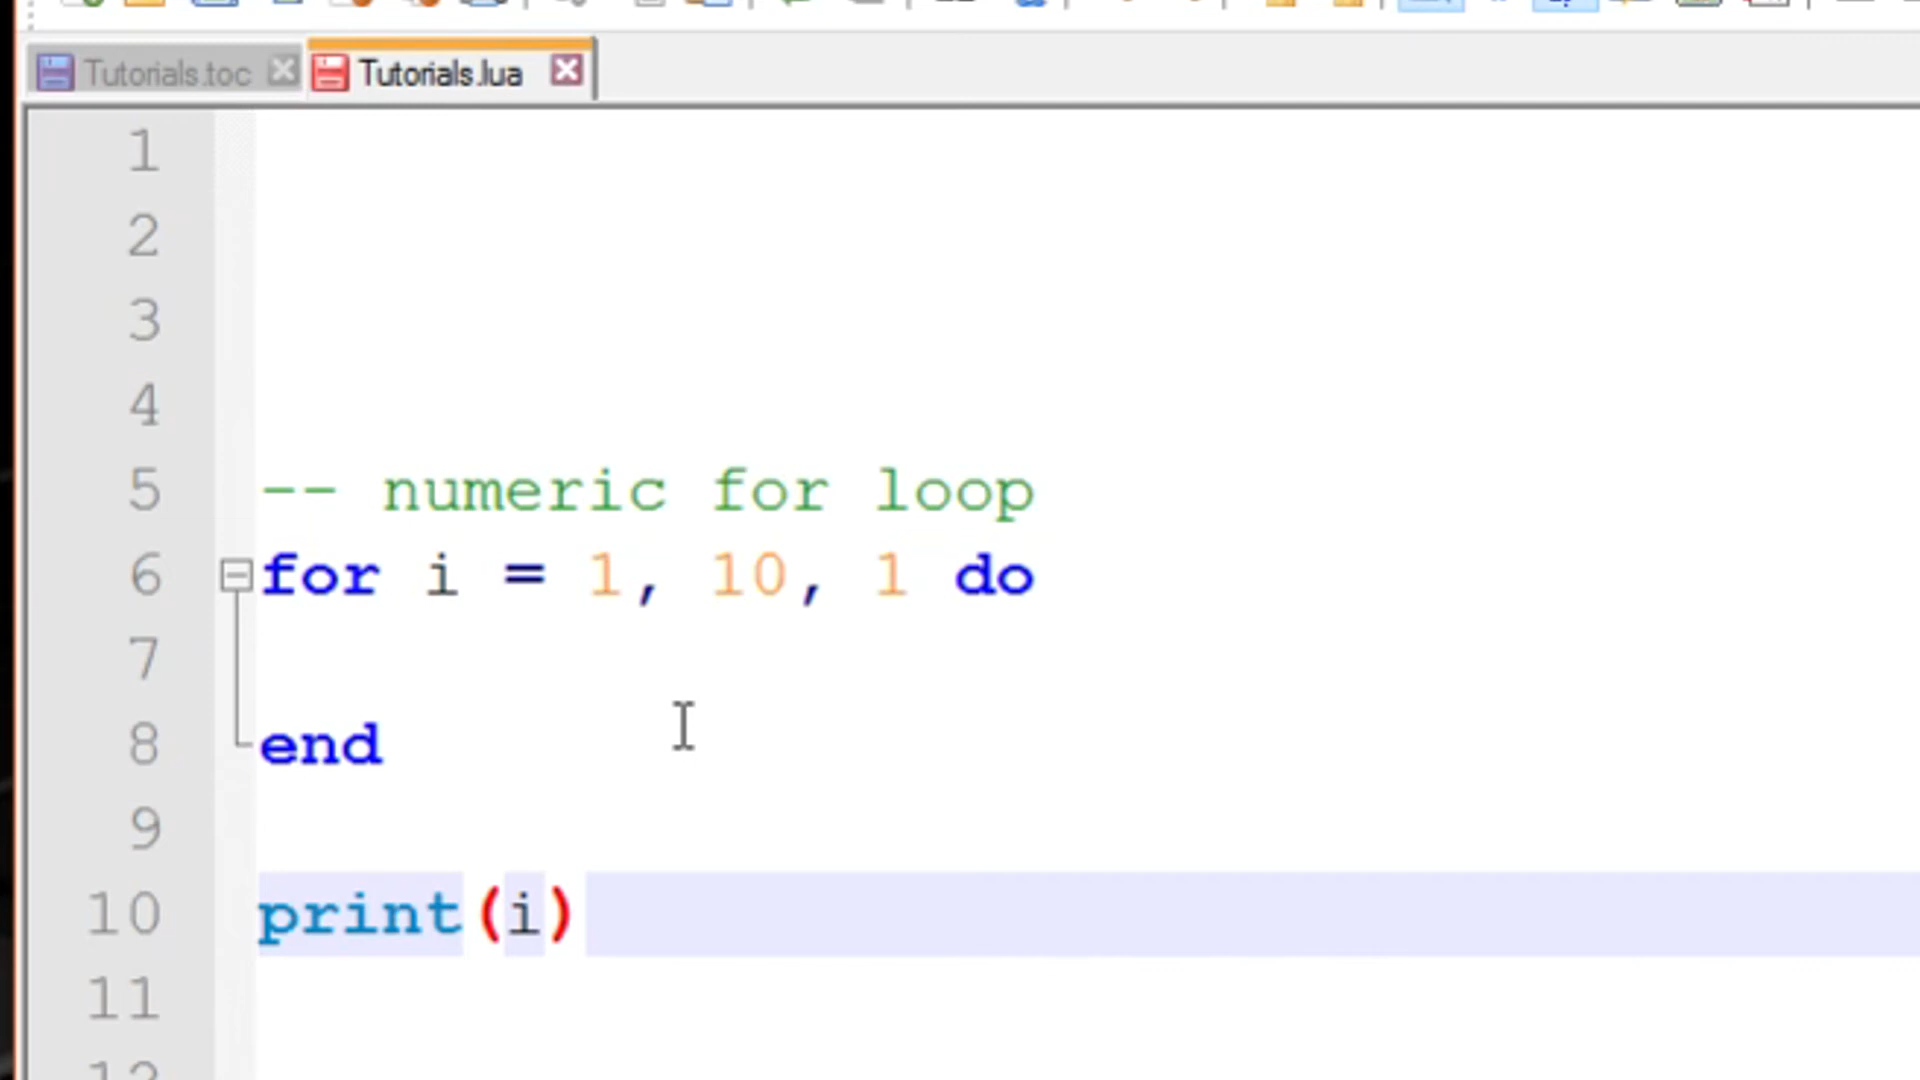 Tutorials.toc Tutorials.lua
1
2
3
4
5 -- numeric for loop
6 for i = 1, 10, 1 do
7
8 end
9
10 print(i)
11
12